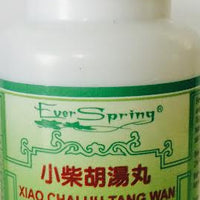 Ever Spring®
小柴胡湯丸
XIAO CHAI HU TANG WAN